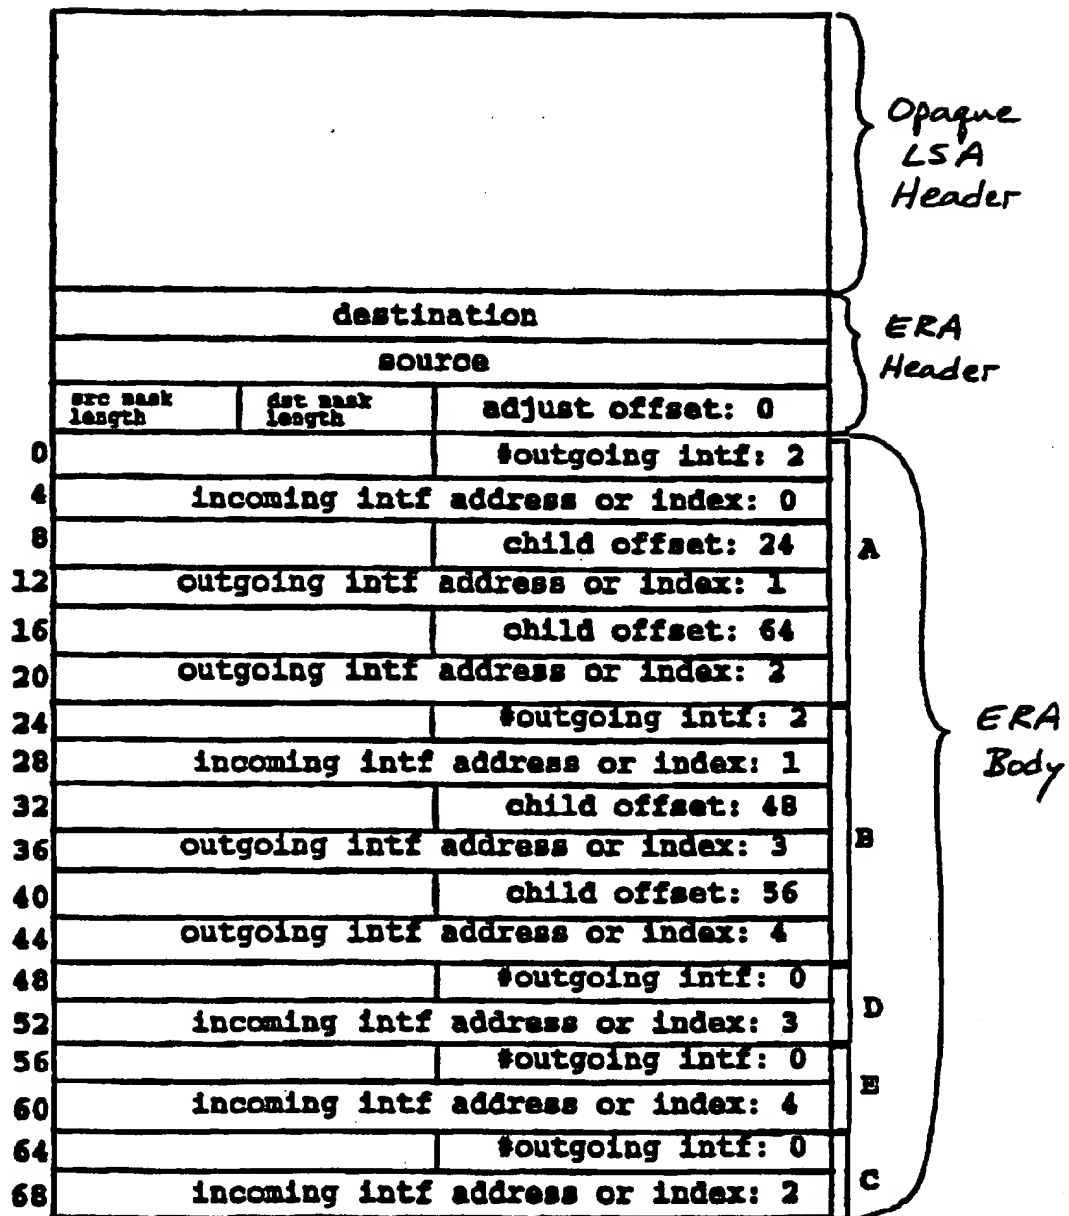 Opaque
LSA
Header
destination
source
ERA
Header
src mask
length
dst mask
length
adjust offset: 0
0
#outgoing intf: 2
4
incoming intf address or index: 0
8
child offset: 24
A
12
outgoing intf address or index: 1
16
child offset: 64
20
outgoing intf address or index: 2
24
#outgoing intf: 2
ERA
Body
28
incoming intf address or index: 1
32
child offset: 48
36
outgoing intf address or index: 3
B
40
child offset: 56
44
outgoing intf address or index: 4
48
#outgoing intf: 0
D
52
incoming intf address or index: 3
56
#outgoing intf: 0
E
60
incoming intf address or index: 4
64
#outgoing intf: 0
C
68
incoming intf address or index: 2